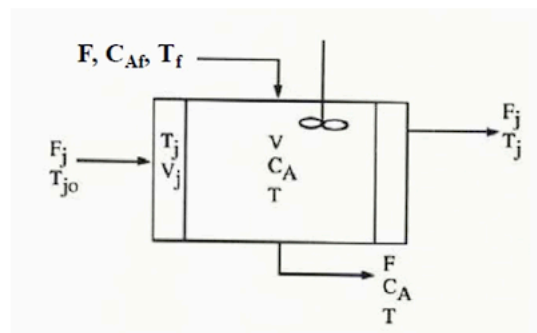 F, C_Af, T_f
F_j
T_jo
T_j
V_j
V
C_A
T
F_j
T_j
F
C_A
T